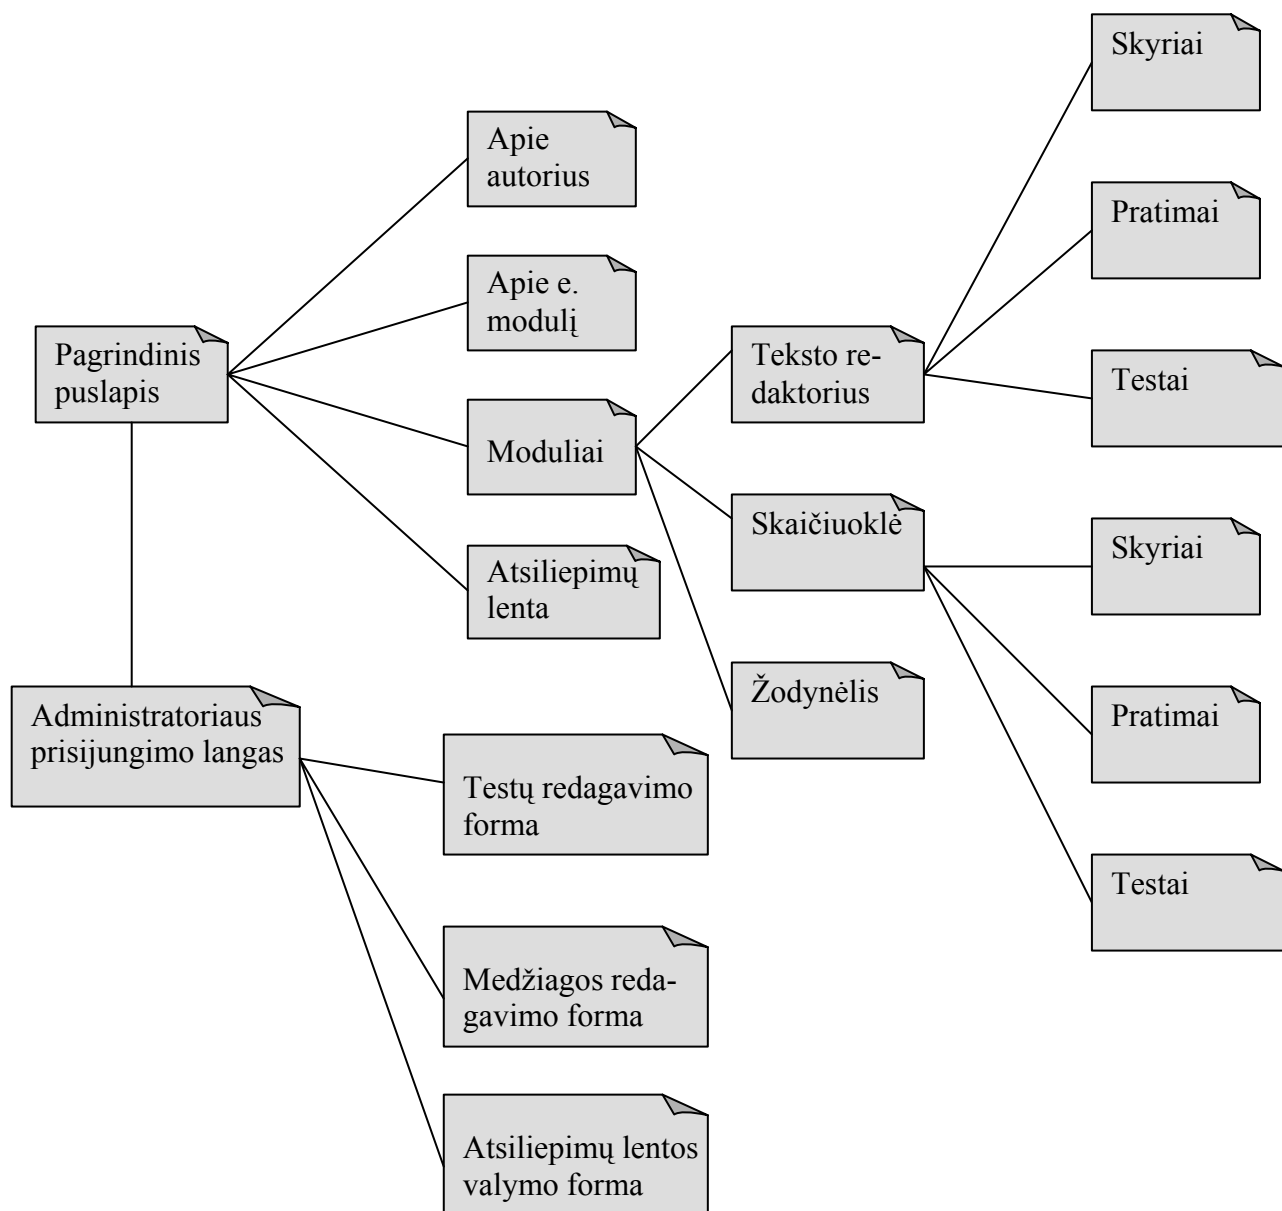 Pagrindinis
puslapis
Apie
autorius
Apie e.
modulį
Moduliai
Atsiliepimų
lenta
Teksto re-
daktorius
Skaičiuoklė
Žodynėlis
Skyriai
Pratimai
Testai
Skyriai
Pratimai
Testai
Administratoriaus
prisijungimo langas
Testų redagavimo
forma
Medžiagos reda-
gavimo forma
Atsiliepimų lentos
valymo forma